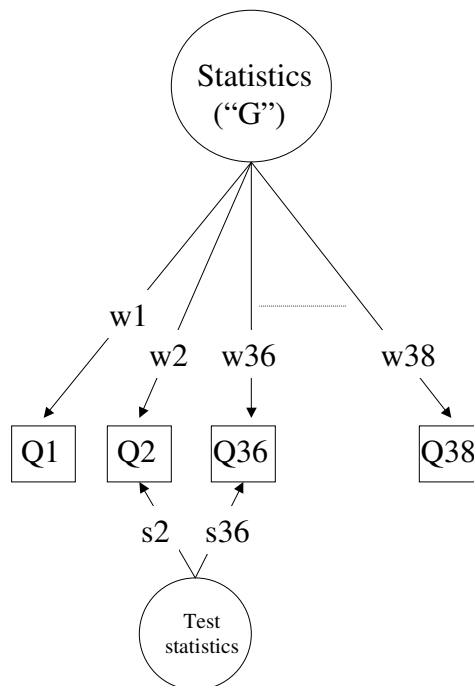 Statistics
(“G”)
w1
w2 w36 w38
Q1 Q2 Q36 Q38
s2 s36
Test
statistics